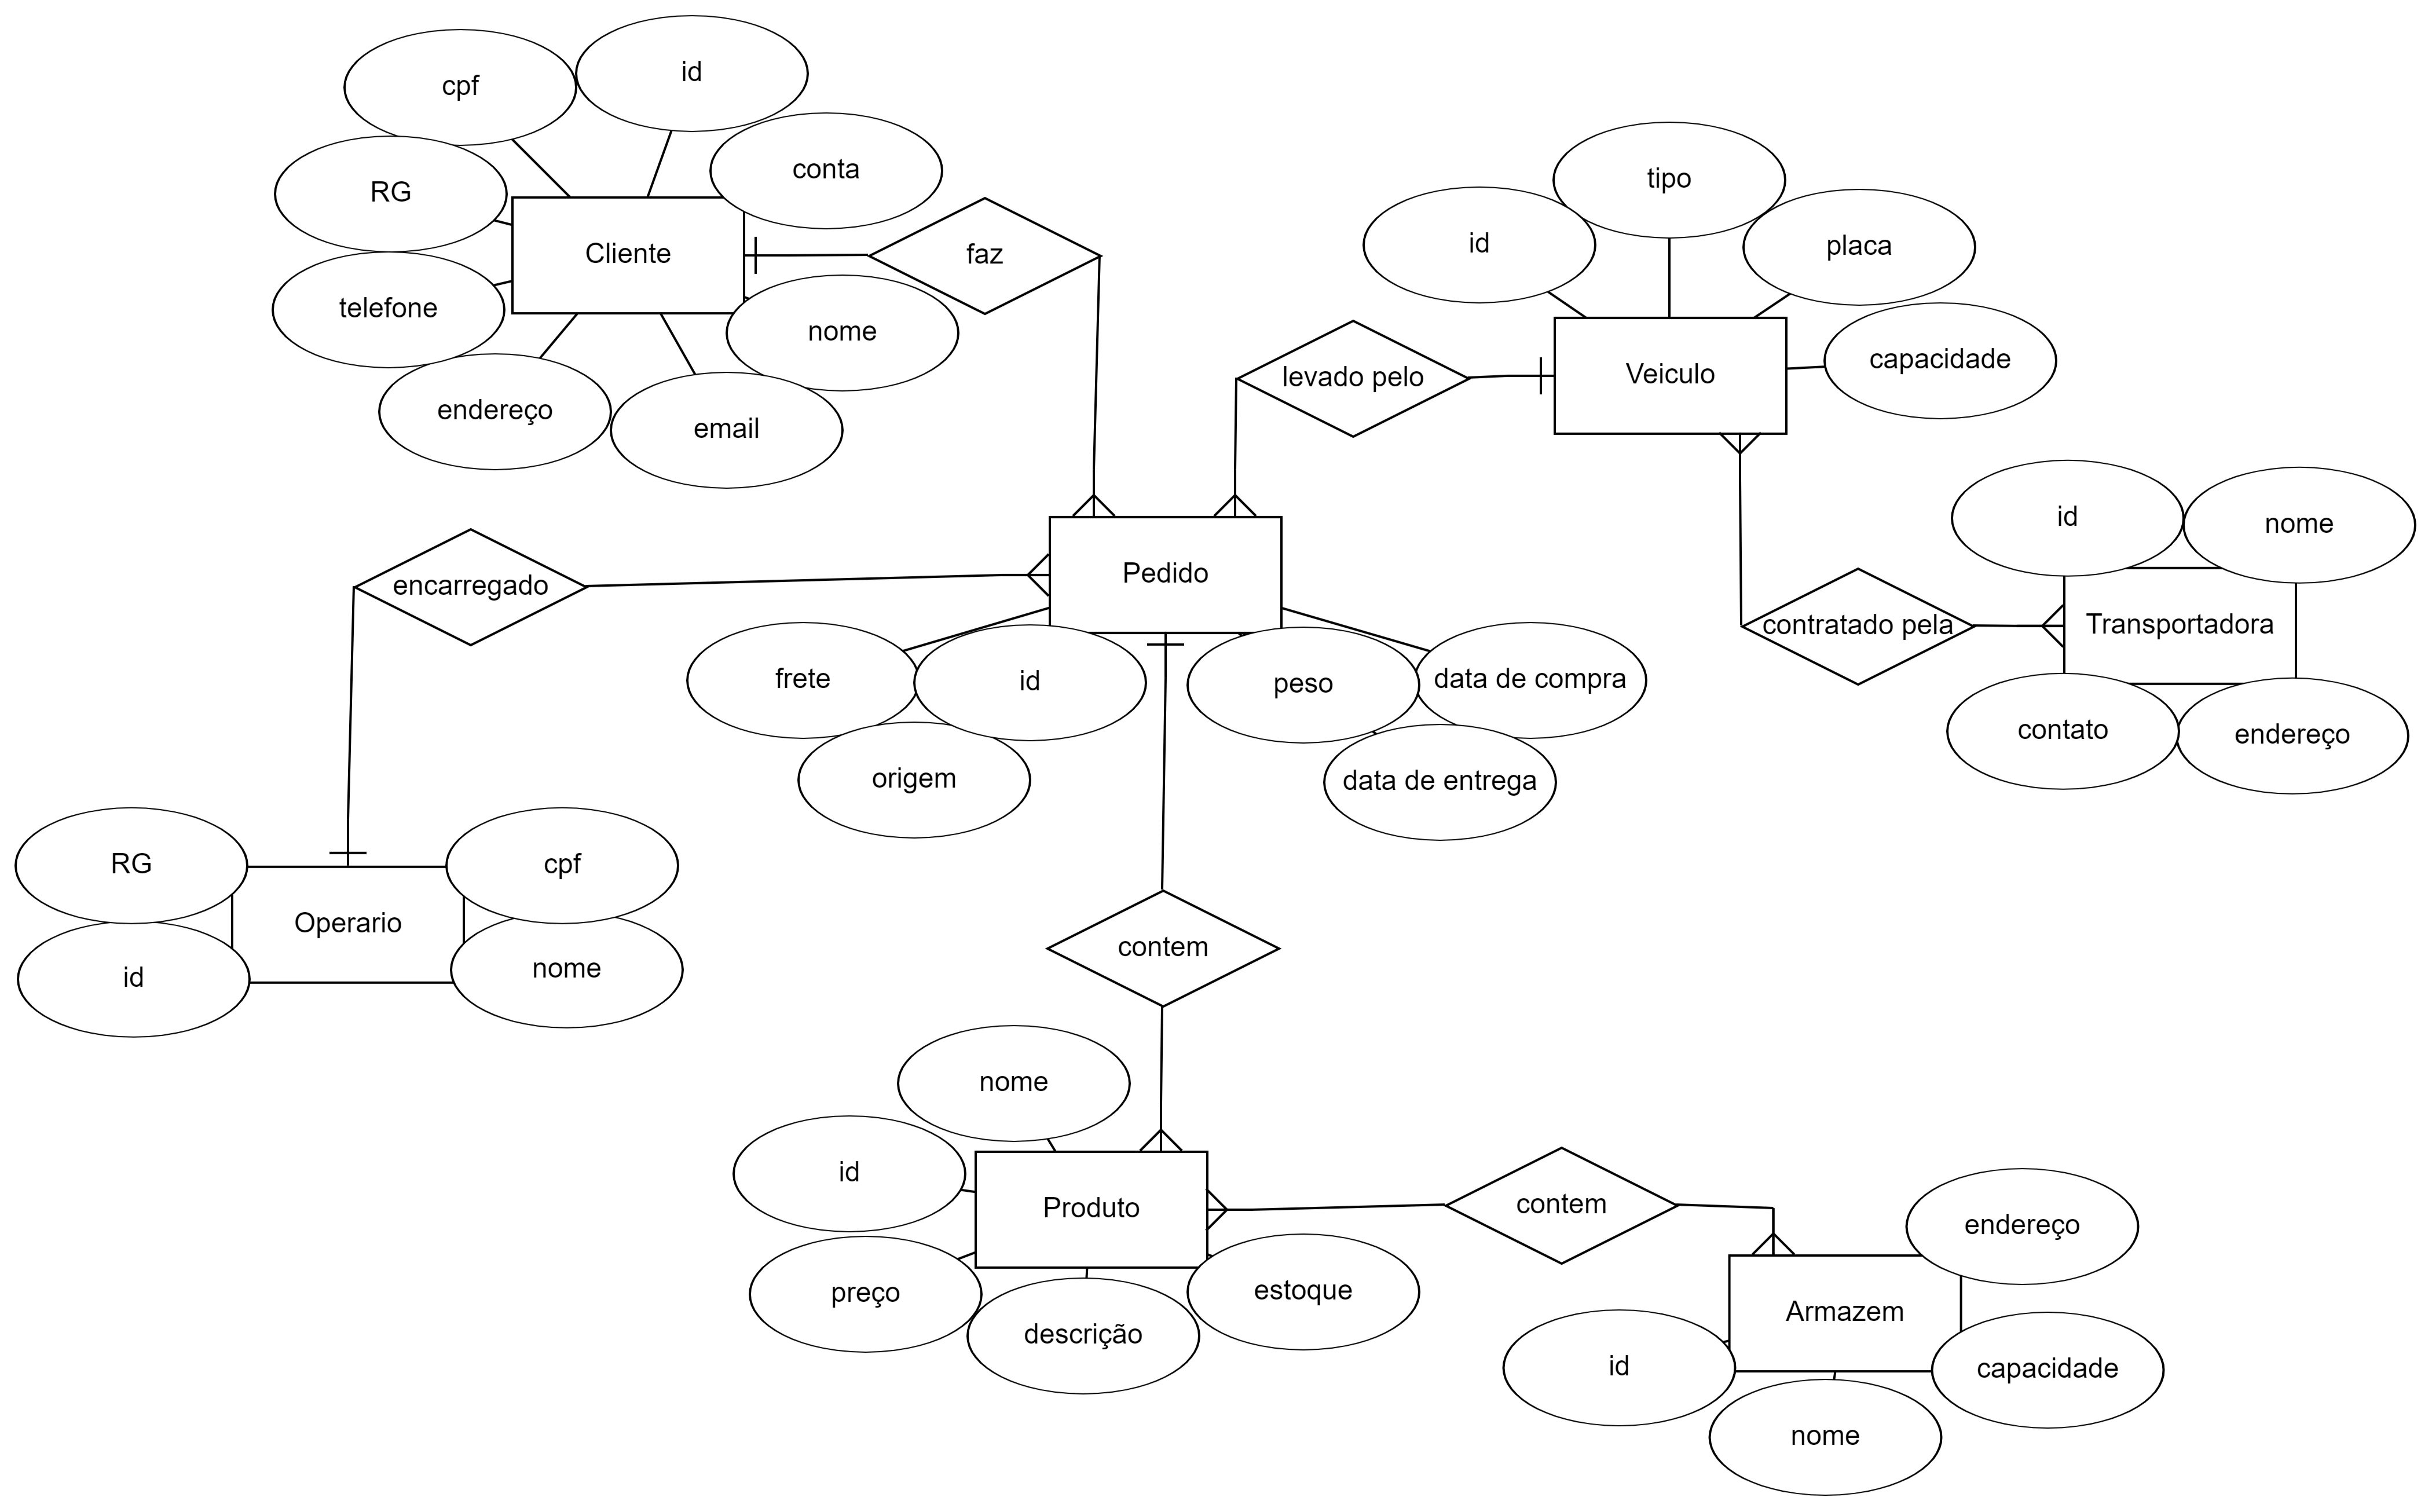 cpf
id
conta
RG
Cliente
faz
telefone
nome
endereço
email
tipo
id
placa
capacidade
levado pelo
Veiculo
id
nome
contratado pela
Transportadora
contato
endereço
encarregado
Pedido
frete
id
peso
data de compra
origem
data de entrega
RG
cpf
Operario
id
nome
contem
nome
id
Produto
contem
preço
descrição
estoque
endereço
Armazem
id
capacidade
nome